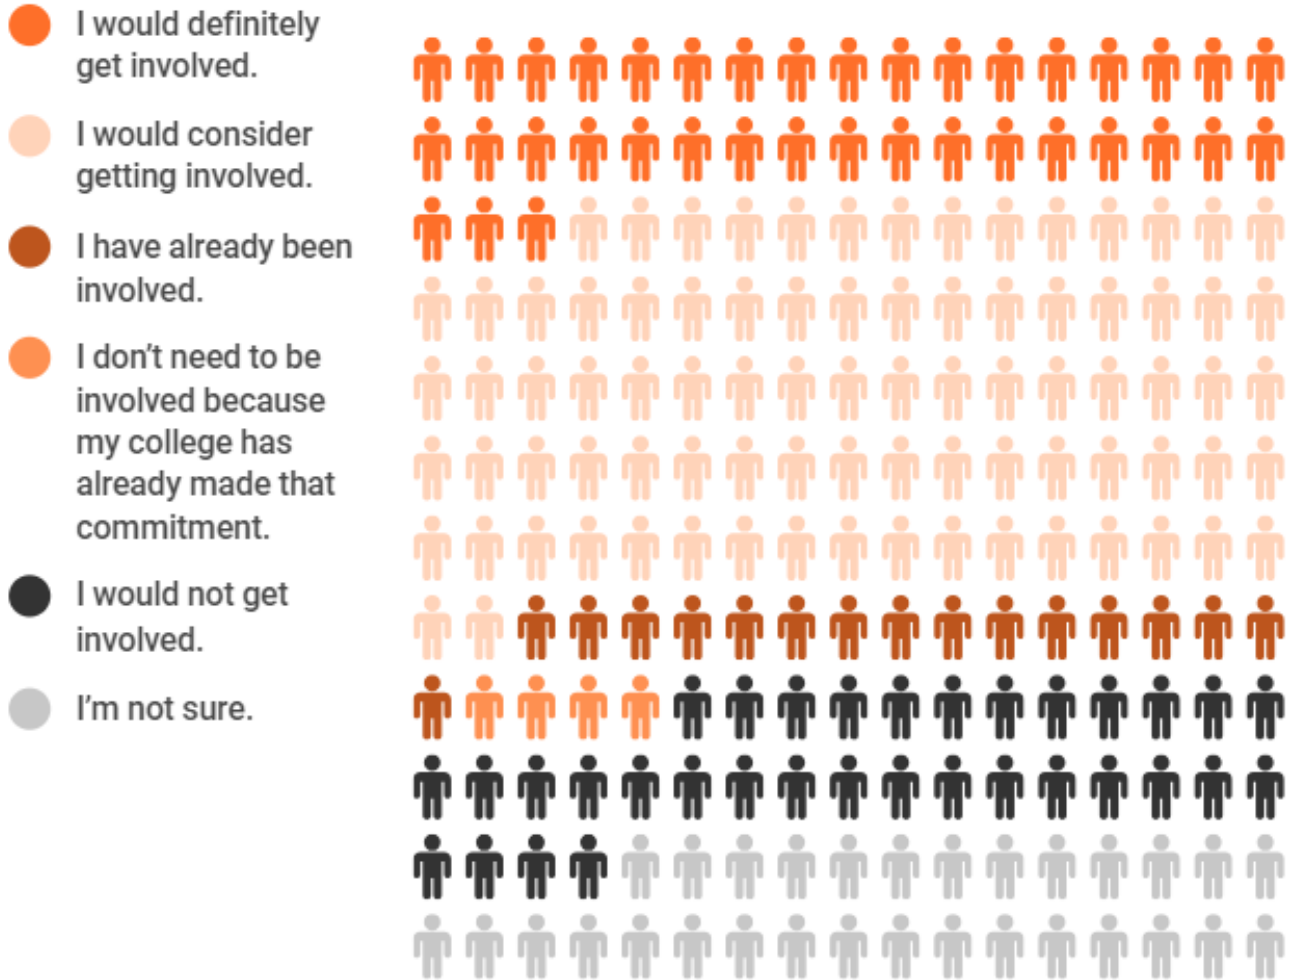 I would definitely
get involved.
I would consider
getting involved.
I have already been
involved.
I don’t need to be
involved because
my college has
already made that
commitment.
I would not get
involved.
I’m not sure.